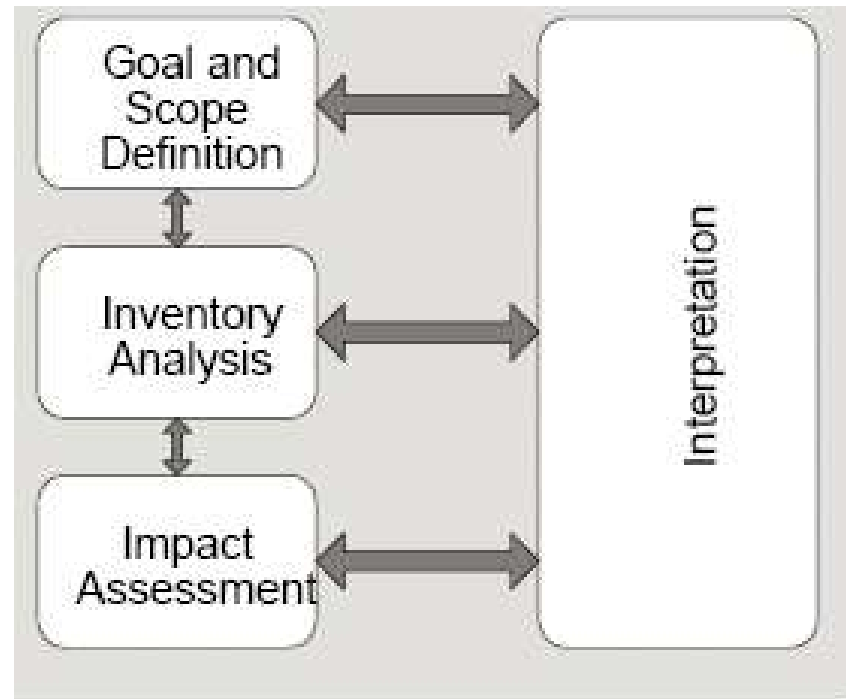 Goal and
Scope
Definition
Inventory
Analysis
Impact
Assessment
Interpretation